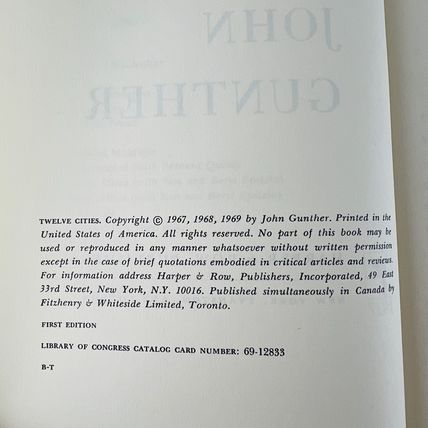 JOHN
GUNTHER
TWELVE CITIES. Copyright © 1967, 1968, 1969 by John Gunther. Printed in the
United States of America. All rights reserved. No part of this book may be
used or reproduced in any manner whatsoever without written permission
except in the case of brief quotations embodied in critical articles and reviews.
For information address Harper & Row, Publishers, Incorporated, 49 East
33rd Street, New York, N.Y. 10016. Published simultaneously in Canada by
Fitzhenry & Whiteside Limited, Toronto.
FIRST EDITION
LIBRARY OF CONGRESS CATALOG CARD NUMBER: 69-12833
B-T